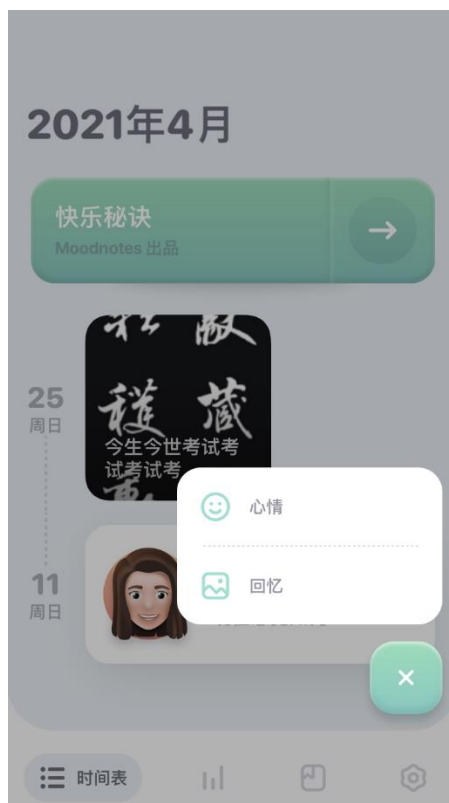 2021年4月
快乐秘诀
Moodnotes 出品
25
周日
穫 藏
今生今世考试考
试考试考
心情
回忆
11
周日
时间表